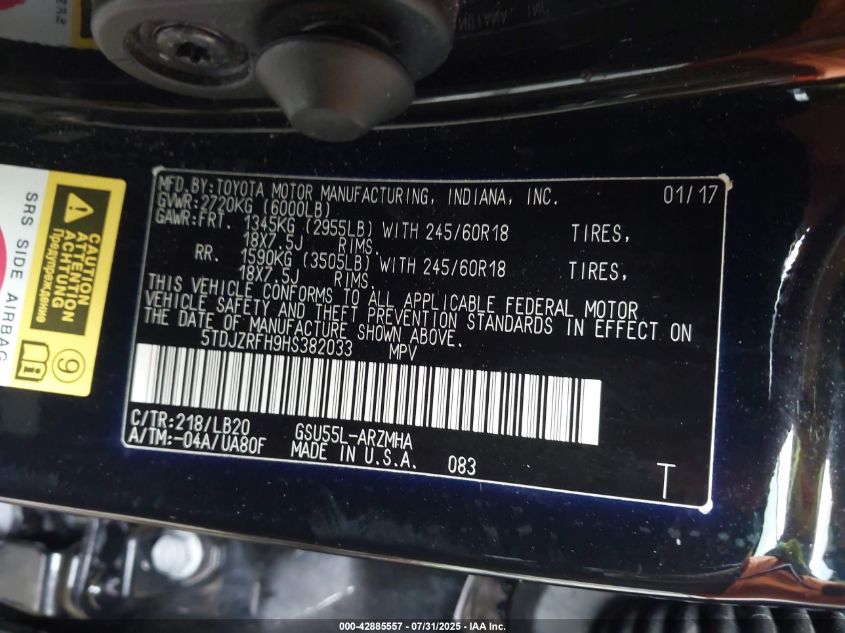 MFD.BY:TOYOTA MOTOR MANUFACTURING, INDIANA, INC. 01/17
GVWR:2720KG (6000LB)
GAWR:FRT. 1345KG (2955LB) WITH 245/60R18 TIRES,
18X7.5J RIMS.
RR. 1590KG (3505LB) WITH 245/60R18 TIRES,
18X7.5J RIMS.
THIS VEHICLE CONFORMS TO ALL APPLICABLE FEDERAL MOTOR
VEHICLE SAFETY AND THEFT PREVENTION STANDARDS IN EFFECT ON
THE DATE OF MANUFACTURE SHOWN ABOVE.
5TDJZRFH9HS382033 MPV
C/TR:218/LB20 GSU55L-ARZMHA
A/TM:-04A/UA80F MADE IN U.S.A. 083
T
SRS SIDE AIRBAG
CAUTION
ATTENTION
ACHTUNG
Предупреждение
9
000-42885557 - 07/31/2025 - IAA Inc.